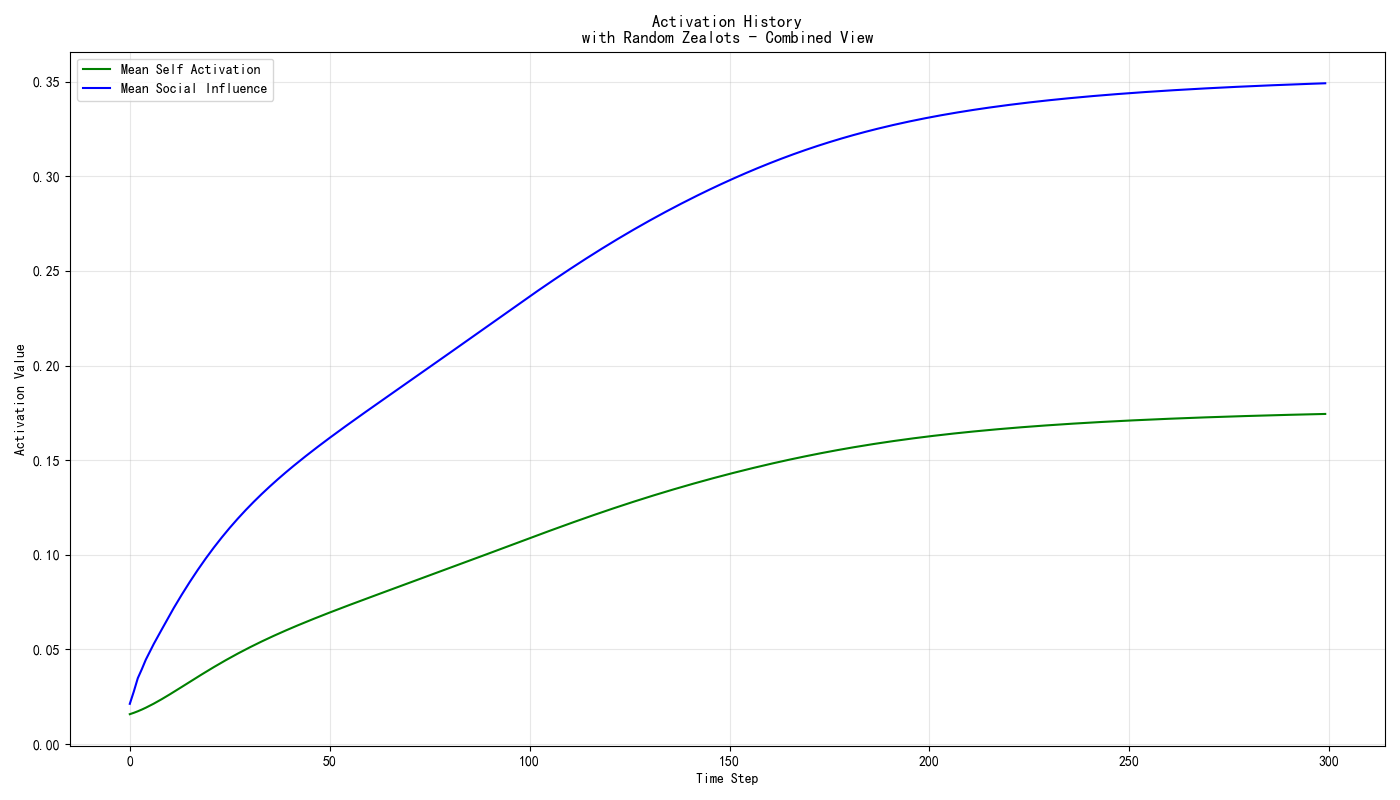 Activation History
with Random Zealots - Combined View
Mean Self Activation
Mean Social Influence
Activation Value
0.35
0.30
0.25
0.20
0.15
0.10
0.05
0.00
0 50 100 150 200 250 300
Time Step